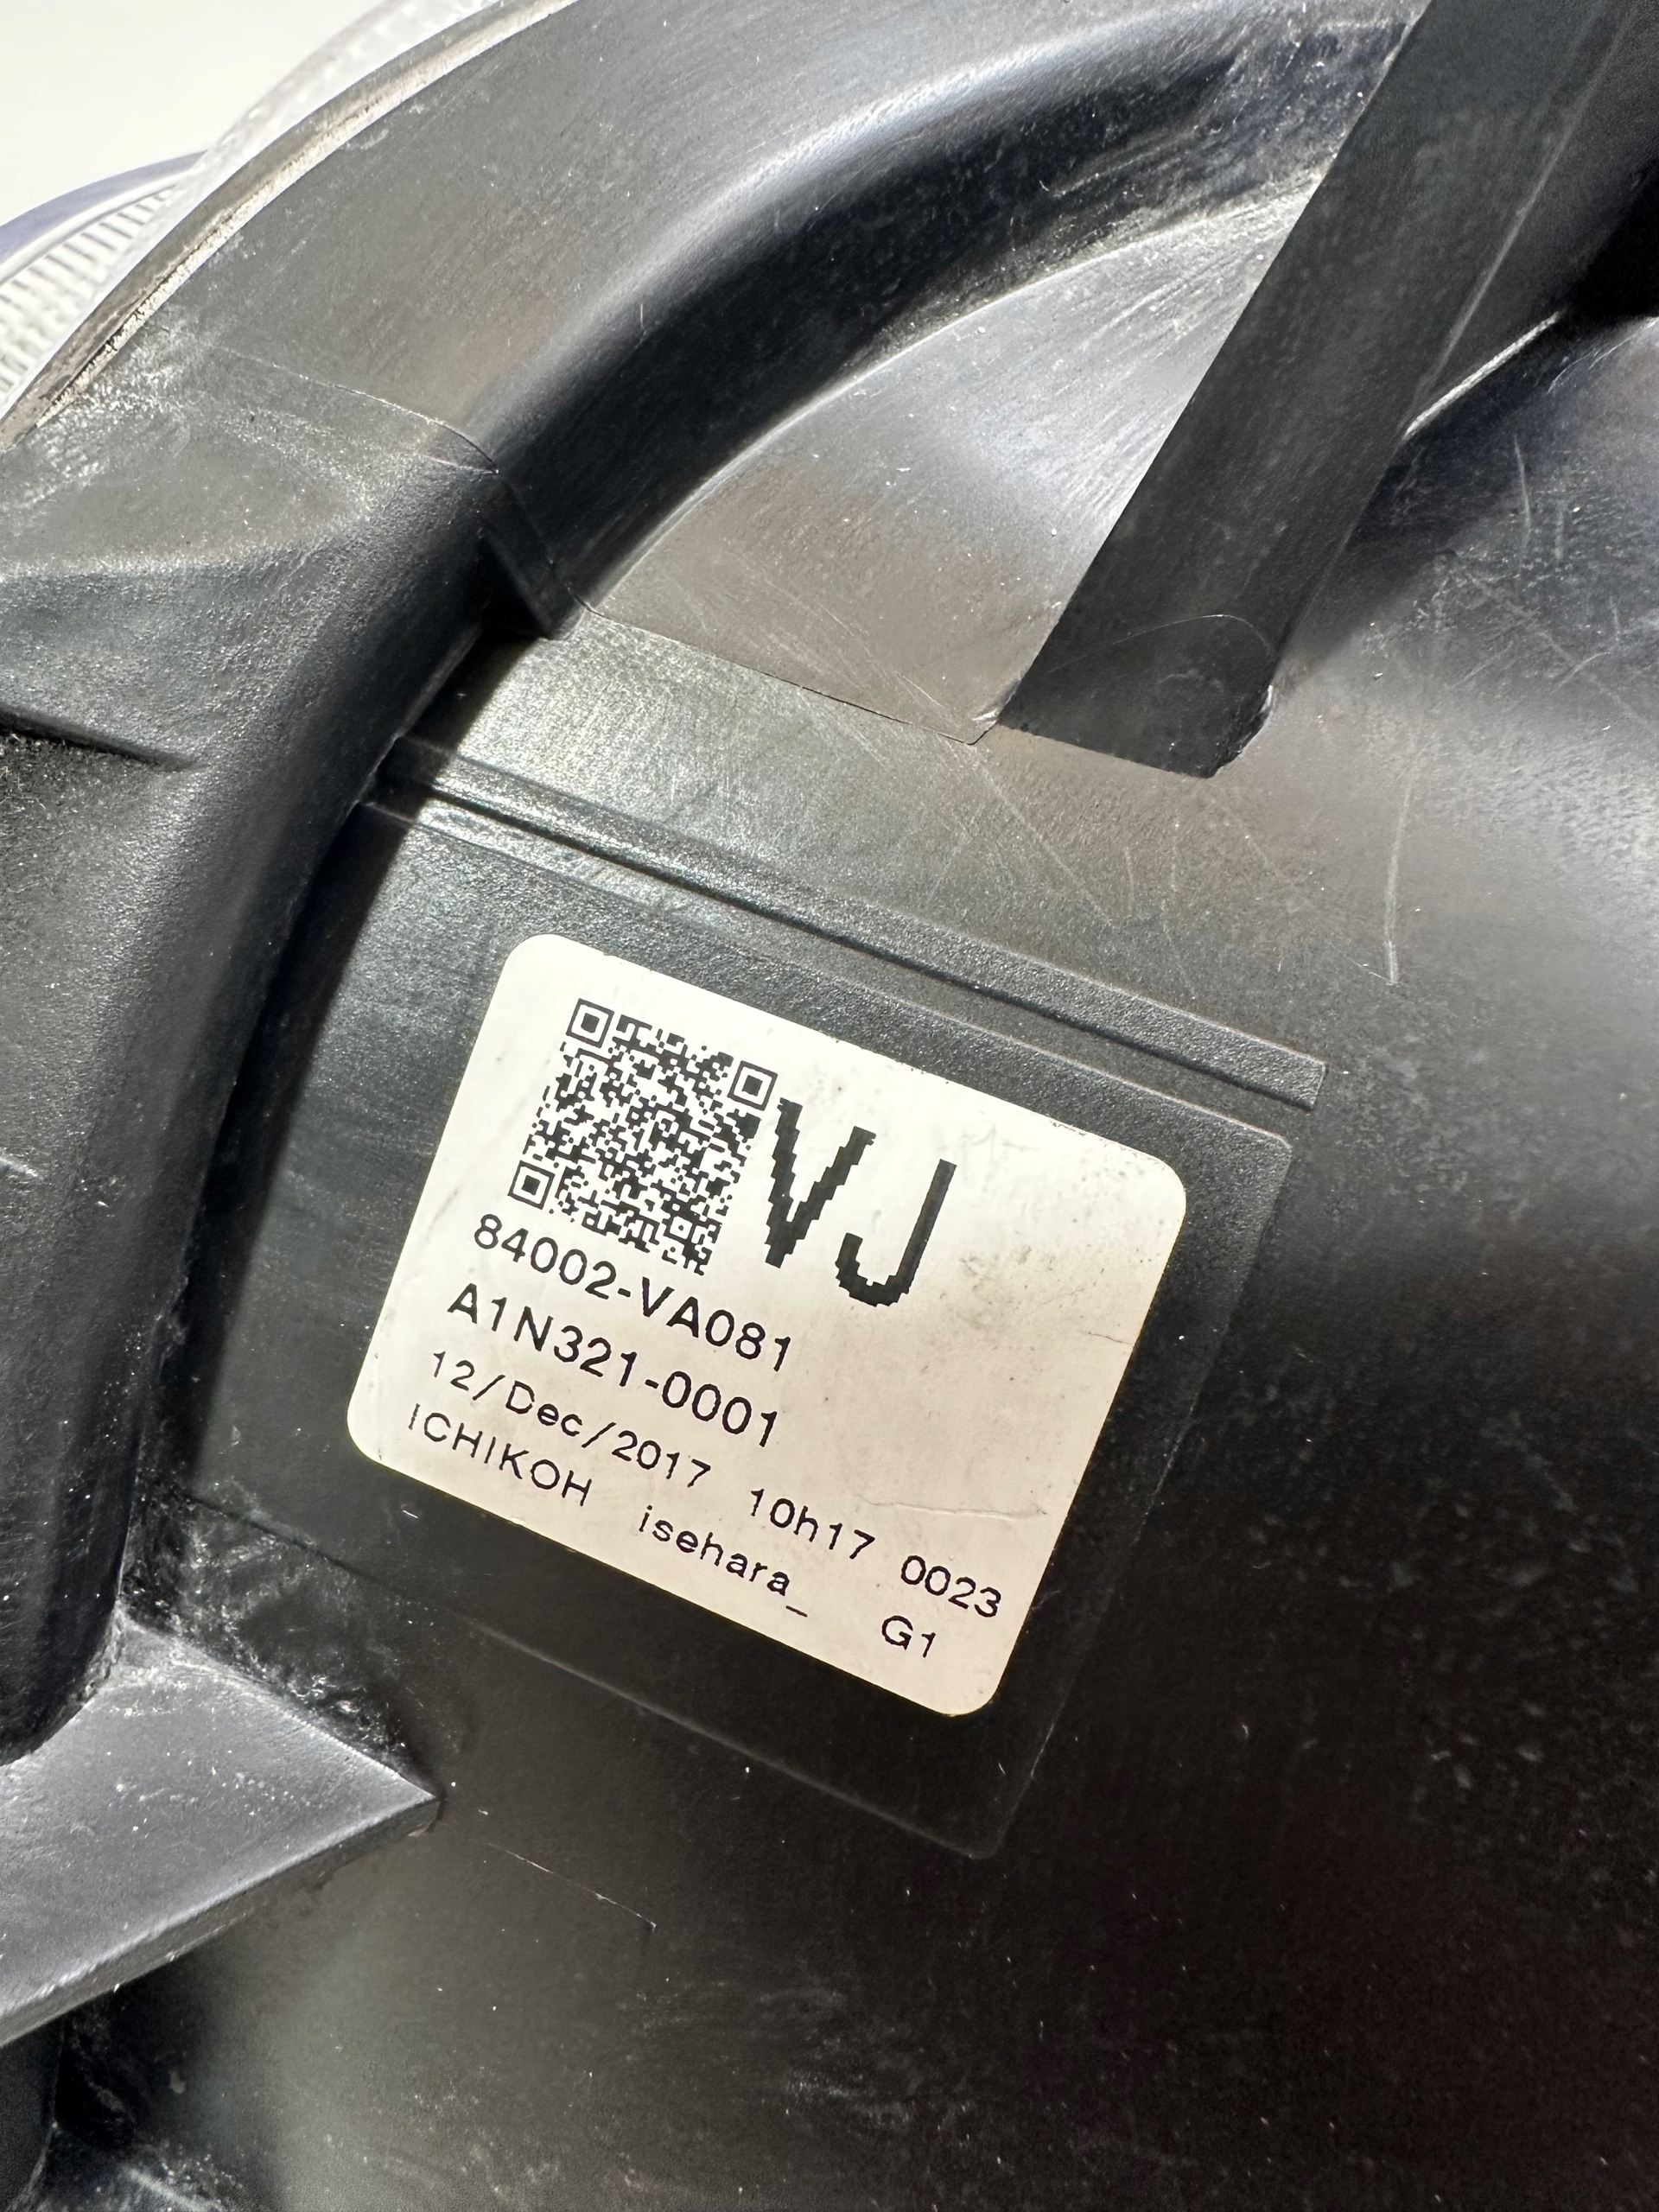 VJ
84002-VA081
A1N321-0001
12/Dec/2017 10h17 0023
ICHIKOH isehara_ G1